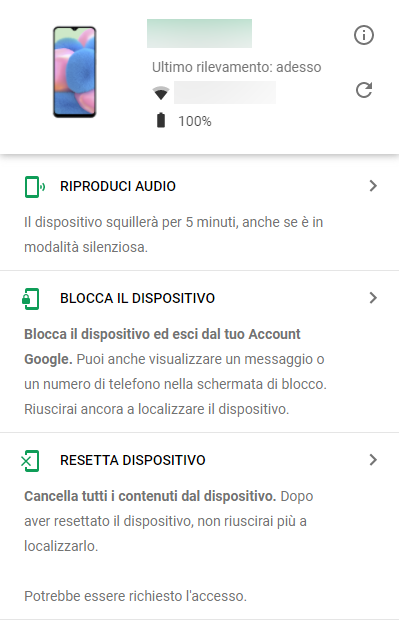 Ultimo rilevamento: adesso
100%
RIPRODUCI AUDIO
Il dispositivo squillerà per 5 minuti, anche se è in
modalità silenziosa.
BLOCCA IL DISPOSITIVO
Blocca il dispositivo ed esci dal tuo Account
Google. Puoi anche visualizzare un messaggio o
un numero di telefono nella schermata di blocco.
Riuscirai ancora a localizzare il dispositivo.
RESETTA DISPOSITIVO
Cancella tutti i contenuti dal dispositivo. Dopo
aver resettato il dispositivo, non riuscirai più a
localizzarlo.
Potrebbe essere richiesto l'accesso.